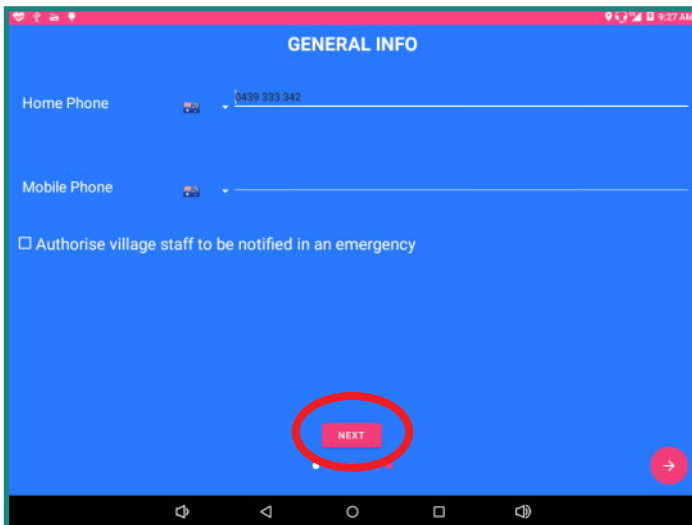 9:27 AM
GENERAL INFO
Home Phone
0439 333 342
Mobile Phone
Authorise village staff to be notified in an emergency
NEXT